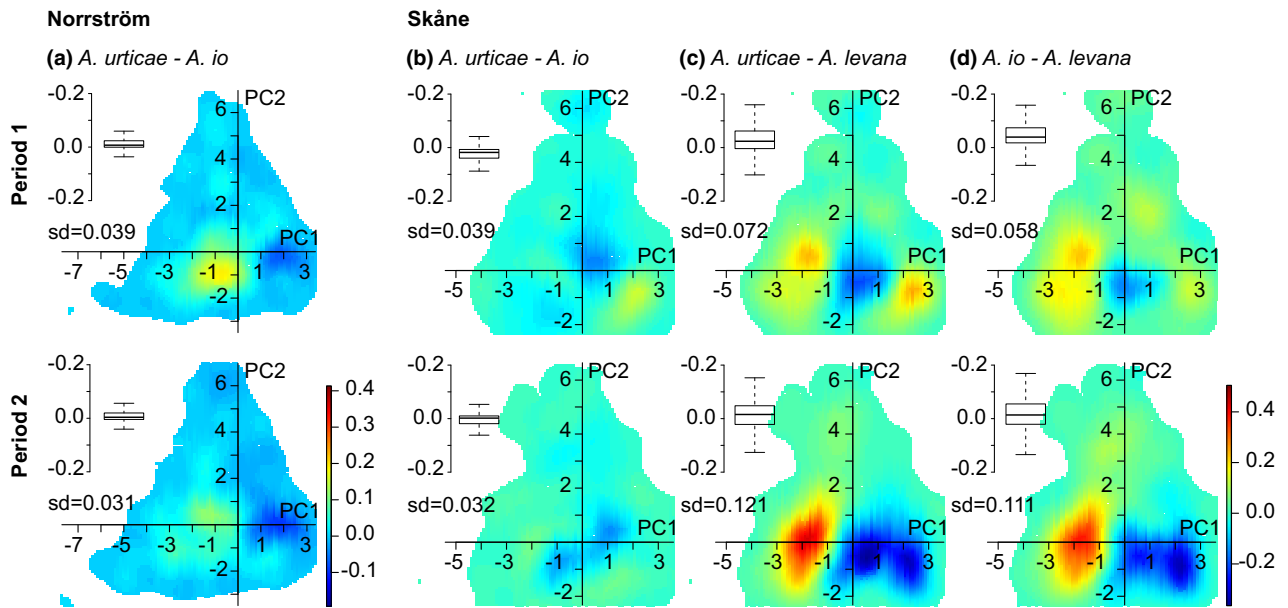 Norrström Skåne
(a) A. urticae - A. io (b) A. urticae - A. io (c) A. urticae - A. levana (d) A. io - A. levana
Period 1
-0.2 0.0 -0.2 PC2 6 4 2 sd=0.039 PC1 -7 -5 -3 -1 1 3 -2
-0.2 0.0 -0.2 PC2 6 4 2 sd=0.039 PC1 -5 -3 -1 1 3 -2
PC2 6 4 2 sd=0.072 PC1 -5 -3 -1 1 3 -2
PC2 6 4 2 sd=0.058 PC1 -5 -3 -1 1 3 -2
-0.2 0.0 -0.2
-0.2 0.0 -0.2
Period 2
-0.2 0.0 -0.2 PC2 6 4 2 sd=0.031 PC1 -7 -5 -3 -1 1 3 -2
0.4 0.3 0.2 0.1 0.0 -0.1
-0.2 0.0 -0.2 PC2 6 4 2 sd=0.032 PC1 -5 -3 -1 1 3 -2
-0.2 0.0 -0.2 PC2 6 4 2 sd=0.121 PC1 -5 -3 -1 1 3 -2
-0.2 0.0 -0.2 PC2 6 4 2 sd=0.111 PC1 -5 -3 -1 1 3 -2
0.4 0.2 0.0 -0.2